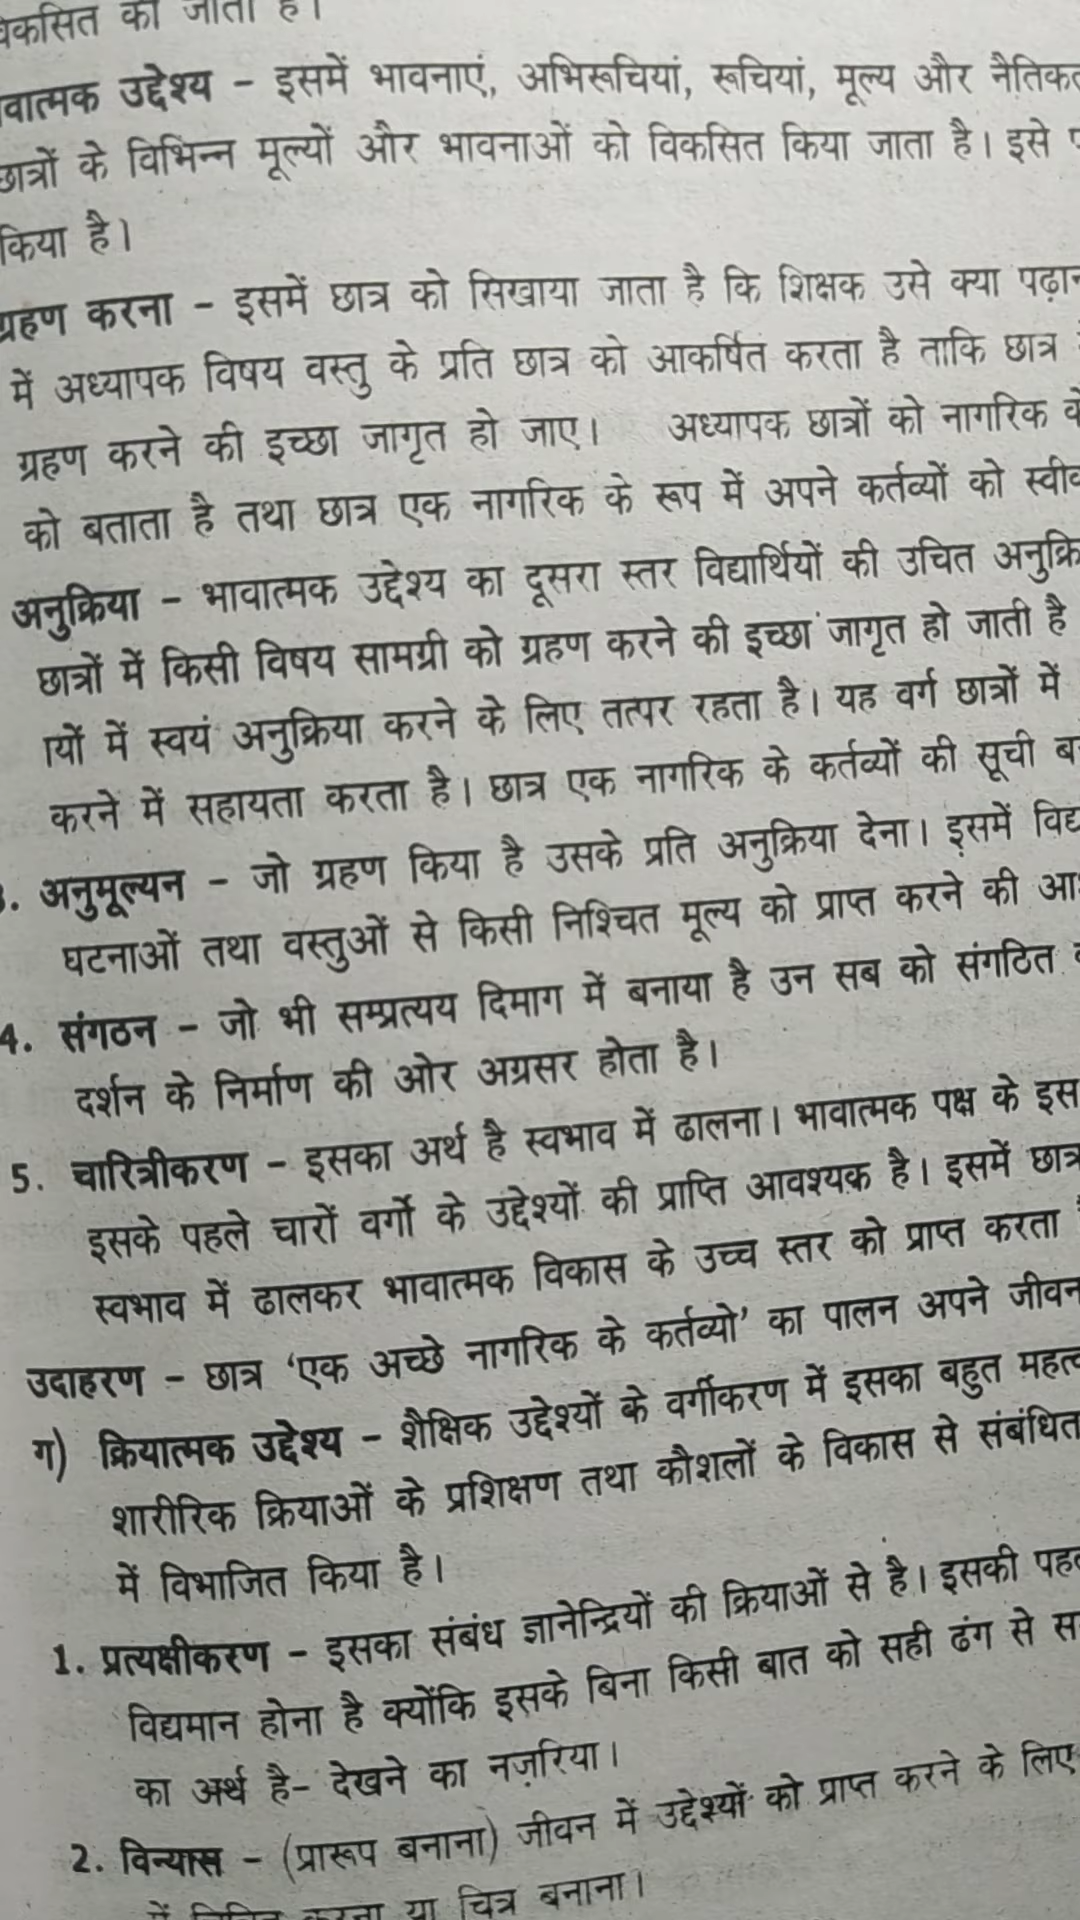 विकसित की जाती है।
वात्मक उद्देश्य – इसमें भावनाएं, अभिरूचियां, रूचियां, मूल्य और
छात्रों के विभिन्न मूल्यों और भावनाओं को विकसित किया जाता है। इसे
किया है।
ग्रहण करना – इसमें छात्र को सिखाया जाता है कि शिक्षक उसे क्या
में अध्यापक विषय वस्तु के प्रति छात्र को आकर्षित करता है ताकि छात्र
ग्रहण करने की इच्छा जागृत हो जाए। अध्यापक छात्रों को नागरिक
को बताता है तथा छात्र एक नागरिक के रूप में अपने कर्तव्यों को
अनुक्रिया – भावात्मक उद्देश्य का दूसरा स्तर विद्यार्थियों की उचित
छात्रों में किसी विषय सामग्री को ग्रहण करने की इच्छा जागृत हो जाती है
ायों में स्वयं अनुक्रिया करने के लिए तत्पर रहता है। यह वर्ग छात्रों में
करने में सहायता करता है। छात्र एक नागरिक के कर्तव्यों की सूची
3. अनुमूल्यन – जो ग्रहण किया है उसके प्रति अनुक्रिया देना। इसमें
घटनाओं तथा वस्तुओं से किसी निश्चित मूल्य को प्राप्त करने की
4. संगठन – जो भी सम्प्रत्यय दिमाग में बनाया है उन सब को संगठित
दर्शन के निर्माण की ओर अग्रसर होता है।
5. चारित्रीकरण – इसका अर्थ है स्वभाव में ढालना। भावात्मक पक्ष के इस
इसके पहले चारों वर्गो के उद्देश्यों की प्राप्ति आवश्यक है। इसमें छात्र
स्वभाव में ढालकर भावात्मक विकास के उच्च स्तर को प्राप्त करता
उदाहरण – छात्र ‘एक अच्छे नागरिक के कर्तव्यो’ का पालन अपने जीवन
ग) क्रियात्मक उद्देश्य – शैक्षिक उद्देश्यों के वर्गीकरण में इसका बहुत
शारीरिक क्रियाओं के प्रशिक्षण तथा कौशलों के विकास से संबंधित
में विभाजित किया है।
1. प्रत्यक्षीकरण – इसका संबंध ज्ञानेन्द्रियों की क्रियाओं से है। इसकी
विद्यमान होना है क्योंकि इसके बिना किसी बात को सही ढंग से
का अर्थ है- देखने का नज़रिया।
2. विन्यास – (प्रारूप बनाना) जीवन में उद्देश्यों को प्राप्त करने के लिए
में करना या चित्र बनाना।